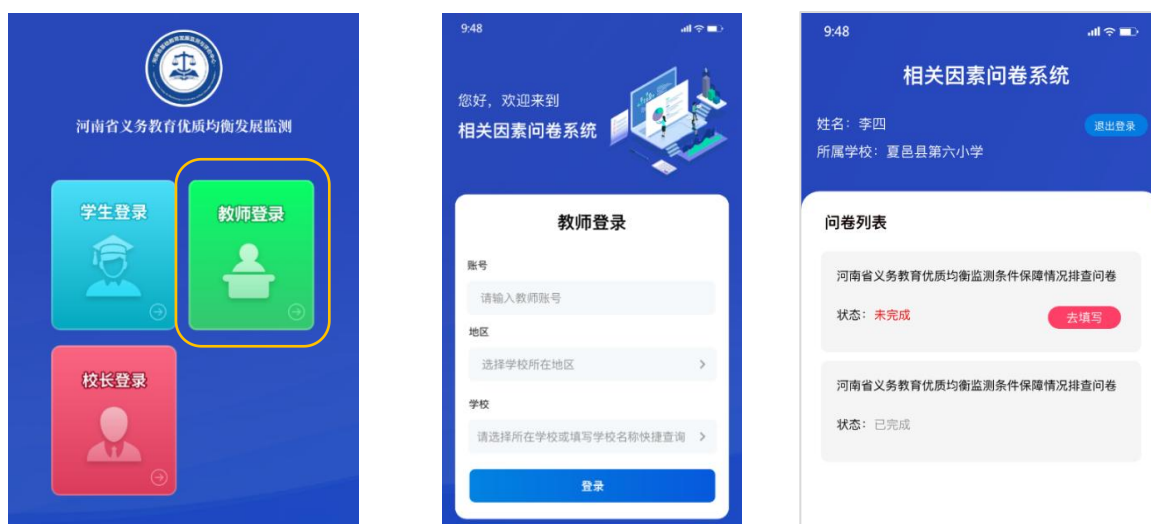 河南省义务教育优质均衡发展监测
学生登录
教师登录
校长登录
9:48
您好，欢迎来到
相关因素问卷系统
教师登录
账号
请输入教师账号
地区
选择学校所在地区
学校
请选择所在学校或填写学校名称快捷查询
登录
9:48
相关因素问卷系统
姓名：李四
退出登录
所属学校：夏邑县第六小学
问卷列表
河南省义务教育优质均衡监测条件保障情况排查问卷
状态：未完成
去填写
河南省义务教育优质均衡监测条件保障情况排查问卷
状态：已完成